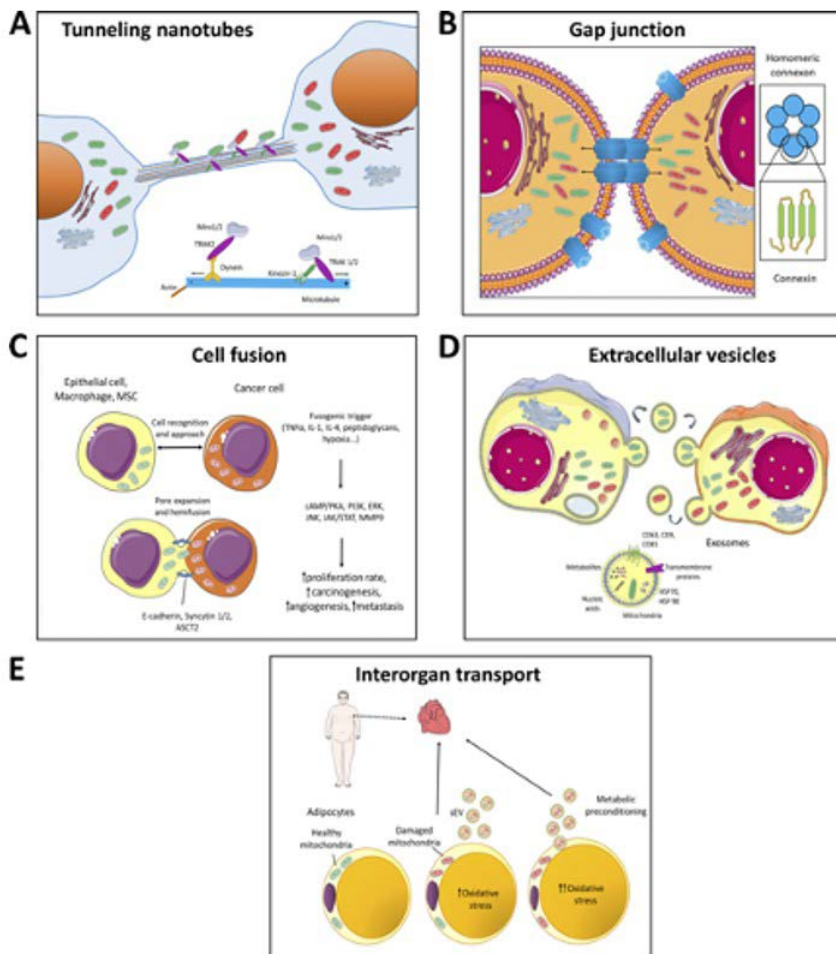 A
Tunneling nanotubes
Miro1/2
TRAK2
Dynein
Kinesin-1
Miro1/2
TRAK 1/2
Actin
Microtubule
B
Gap junction
Homomeric
connexon
Connexin
C
Cell fusion
Epithelial cell,
Macrophage, MSC
Cancer cell
Cell recognition
and approach
Pore expansion
and hemifusion
E-cadherin, Syncytin 1/2,
ASCT2
Fusogenic trigger
(TNFα, IL-1, IL-4, peptidoglycans,
hypoxia...)
cAMP/PKA, PI3K, ERK,
JNK, JAK/STAT, MMP9
↑proliferation rate,
↑carcinogenesis,
↑angiogenesis, ↑metastasis
D
Extracellular vesicles
Exosomes
CD63, CD9,
CD81
Metabolites
Transmembrane
proteins
Nucleic
acids
HSP70,
HSP90
Mitochondria
E
Interorgan transport
Adipocytes
Healthy
mitochondria
Damaged
mitochondria
sEV
Metabolic
preconditioning
↑Oxidative
stress
↑↑Oxidative
stress